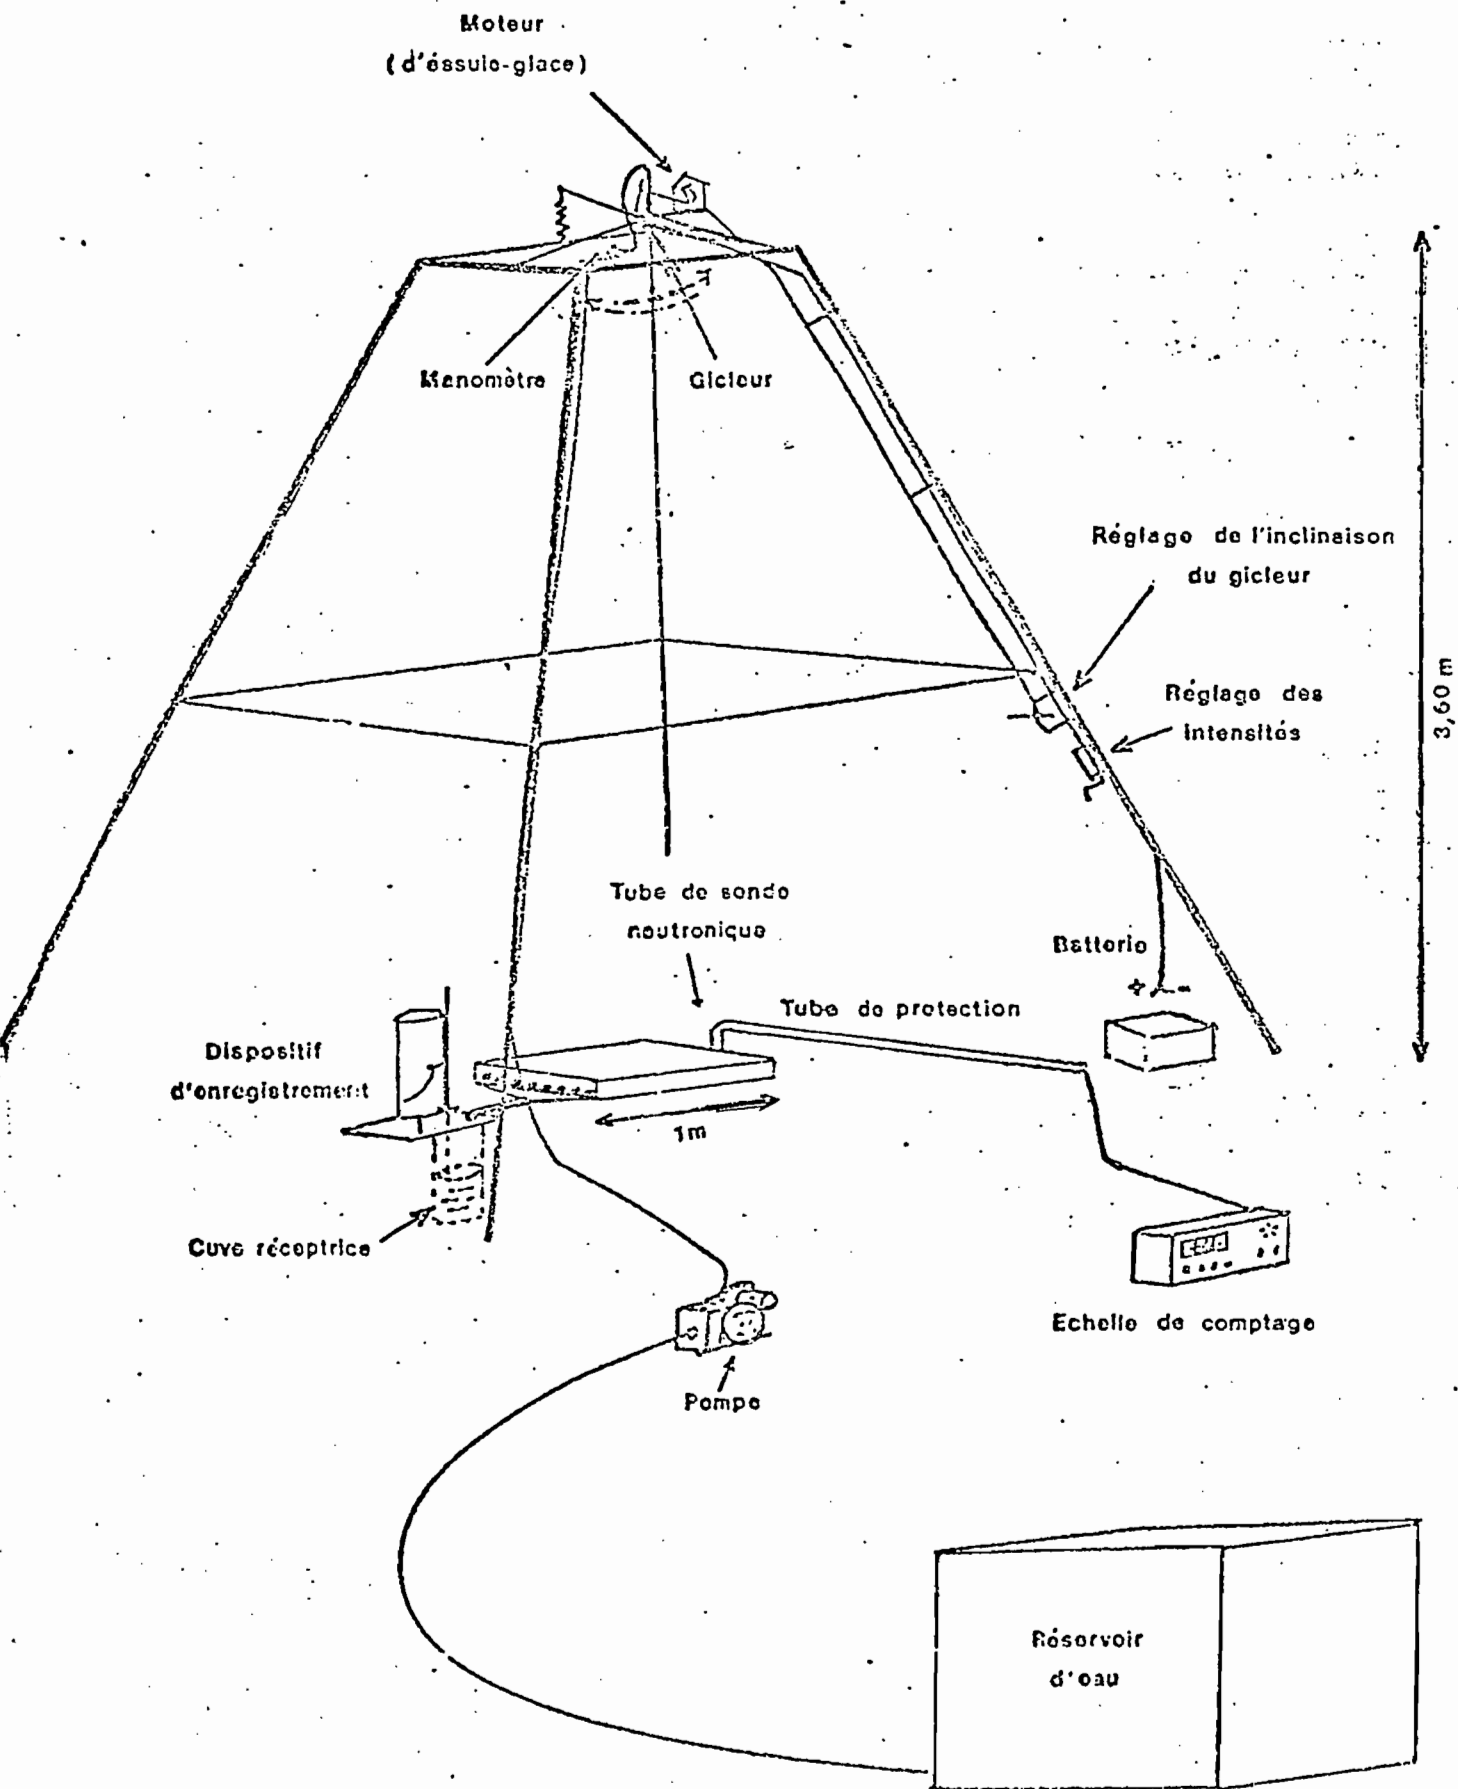 Moteur
(d'éssuie-glace)
Manomètre
Gicleur
Réglage de l'inclinaison
du gicleur
Réglage des
intensités
3,60 m
Tube de sonde
neutronique
Batterie
+ -
Tube de protection
Dispositif
d'enregistrement
1m
Cuve réceptrice
Echelle de comptage
Pompe
Réservoir
d'eau